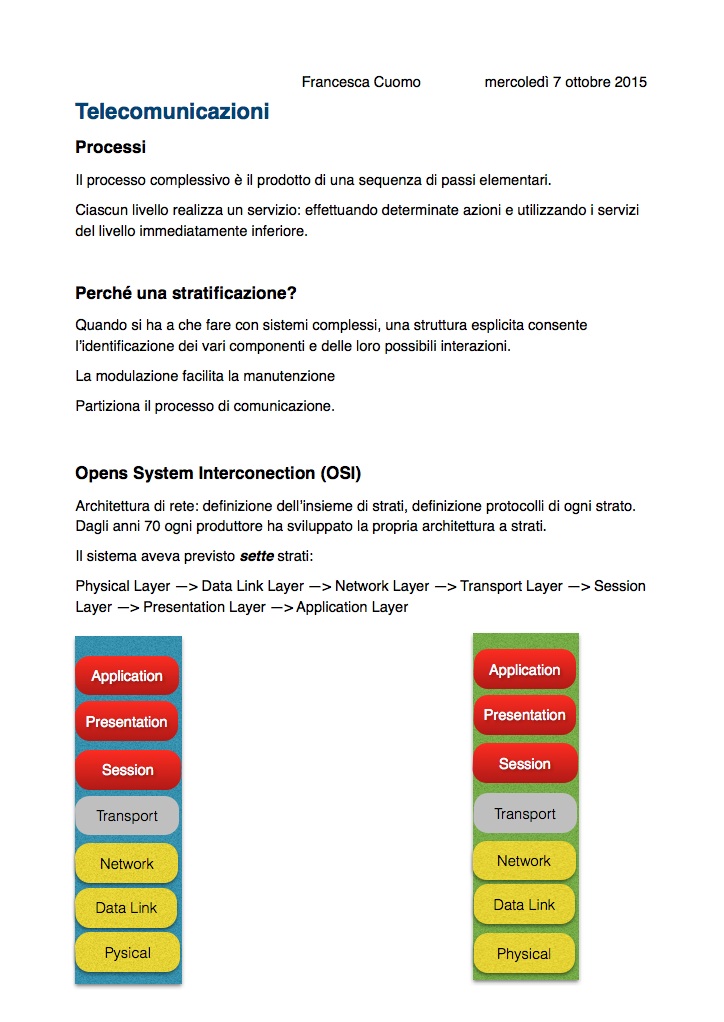 Francesca Cuomo mercoledì 7 ottobre 2015
Telecomunicazioni
Processi
Il processo complessivo è il prodotto di una sequenza di passi elementari.
Ciascun livello realizza un servizio: effettuando determinate azioni e utilizzando i servizi
del livello immediatamente inferiore.
Perché una stratificazione?
Quando si ha a che fare con sistemi complessi, una struttura esplicita consente
l'identificazione dei vari componenti e delle loro possibili interazioni.
La modulazione facilita la manutenzione
Partiziona il processo di comunicazione.
Opens System Interconection (OSI)
Architettura di rete: definizione dell'insieme di strati, definizione protocolli di ogni strato.
Dagli anni 70 ogni produttore ha sviluppato la propria architettura a strati.
Il sistema aveva previsto sette strati:
Physical Layer —> Data Link Layer —> Network Layer —> Transport Layer —> Session
Layer —> Presentation Layer —> Application Layer
Application
Presentation
Session
Transport
Network
Data Link
Pysical
Application
Presentation
Session
Transport
Network
Data Link
Physical